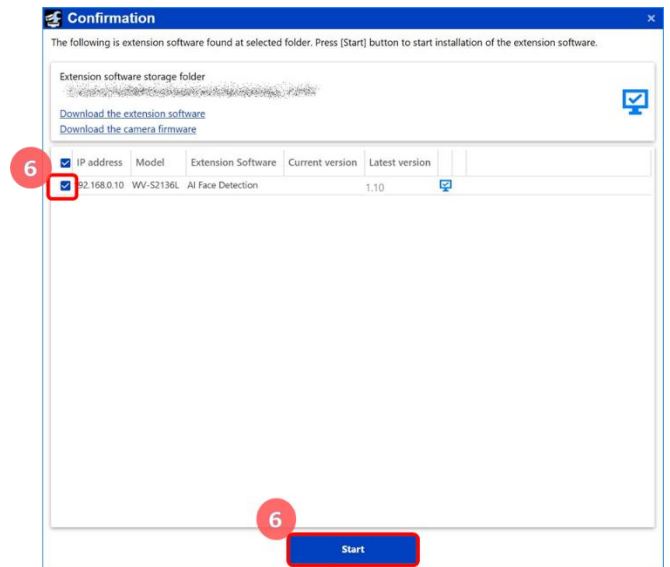 Confirmation
The following is extension software found at selected folder. Press [Start] button to start installation of the extension software.
Extension software storage folder
Download the extension software
Download the camera firmware
6
IP address Model Extension Software Current version Latest version
92.168.0.10 WV-S2136L AI Face Detection 1.10
6
Start